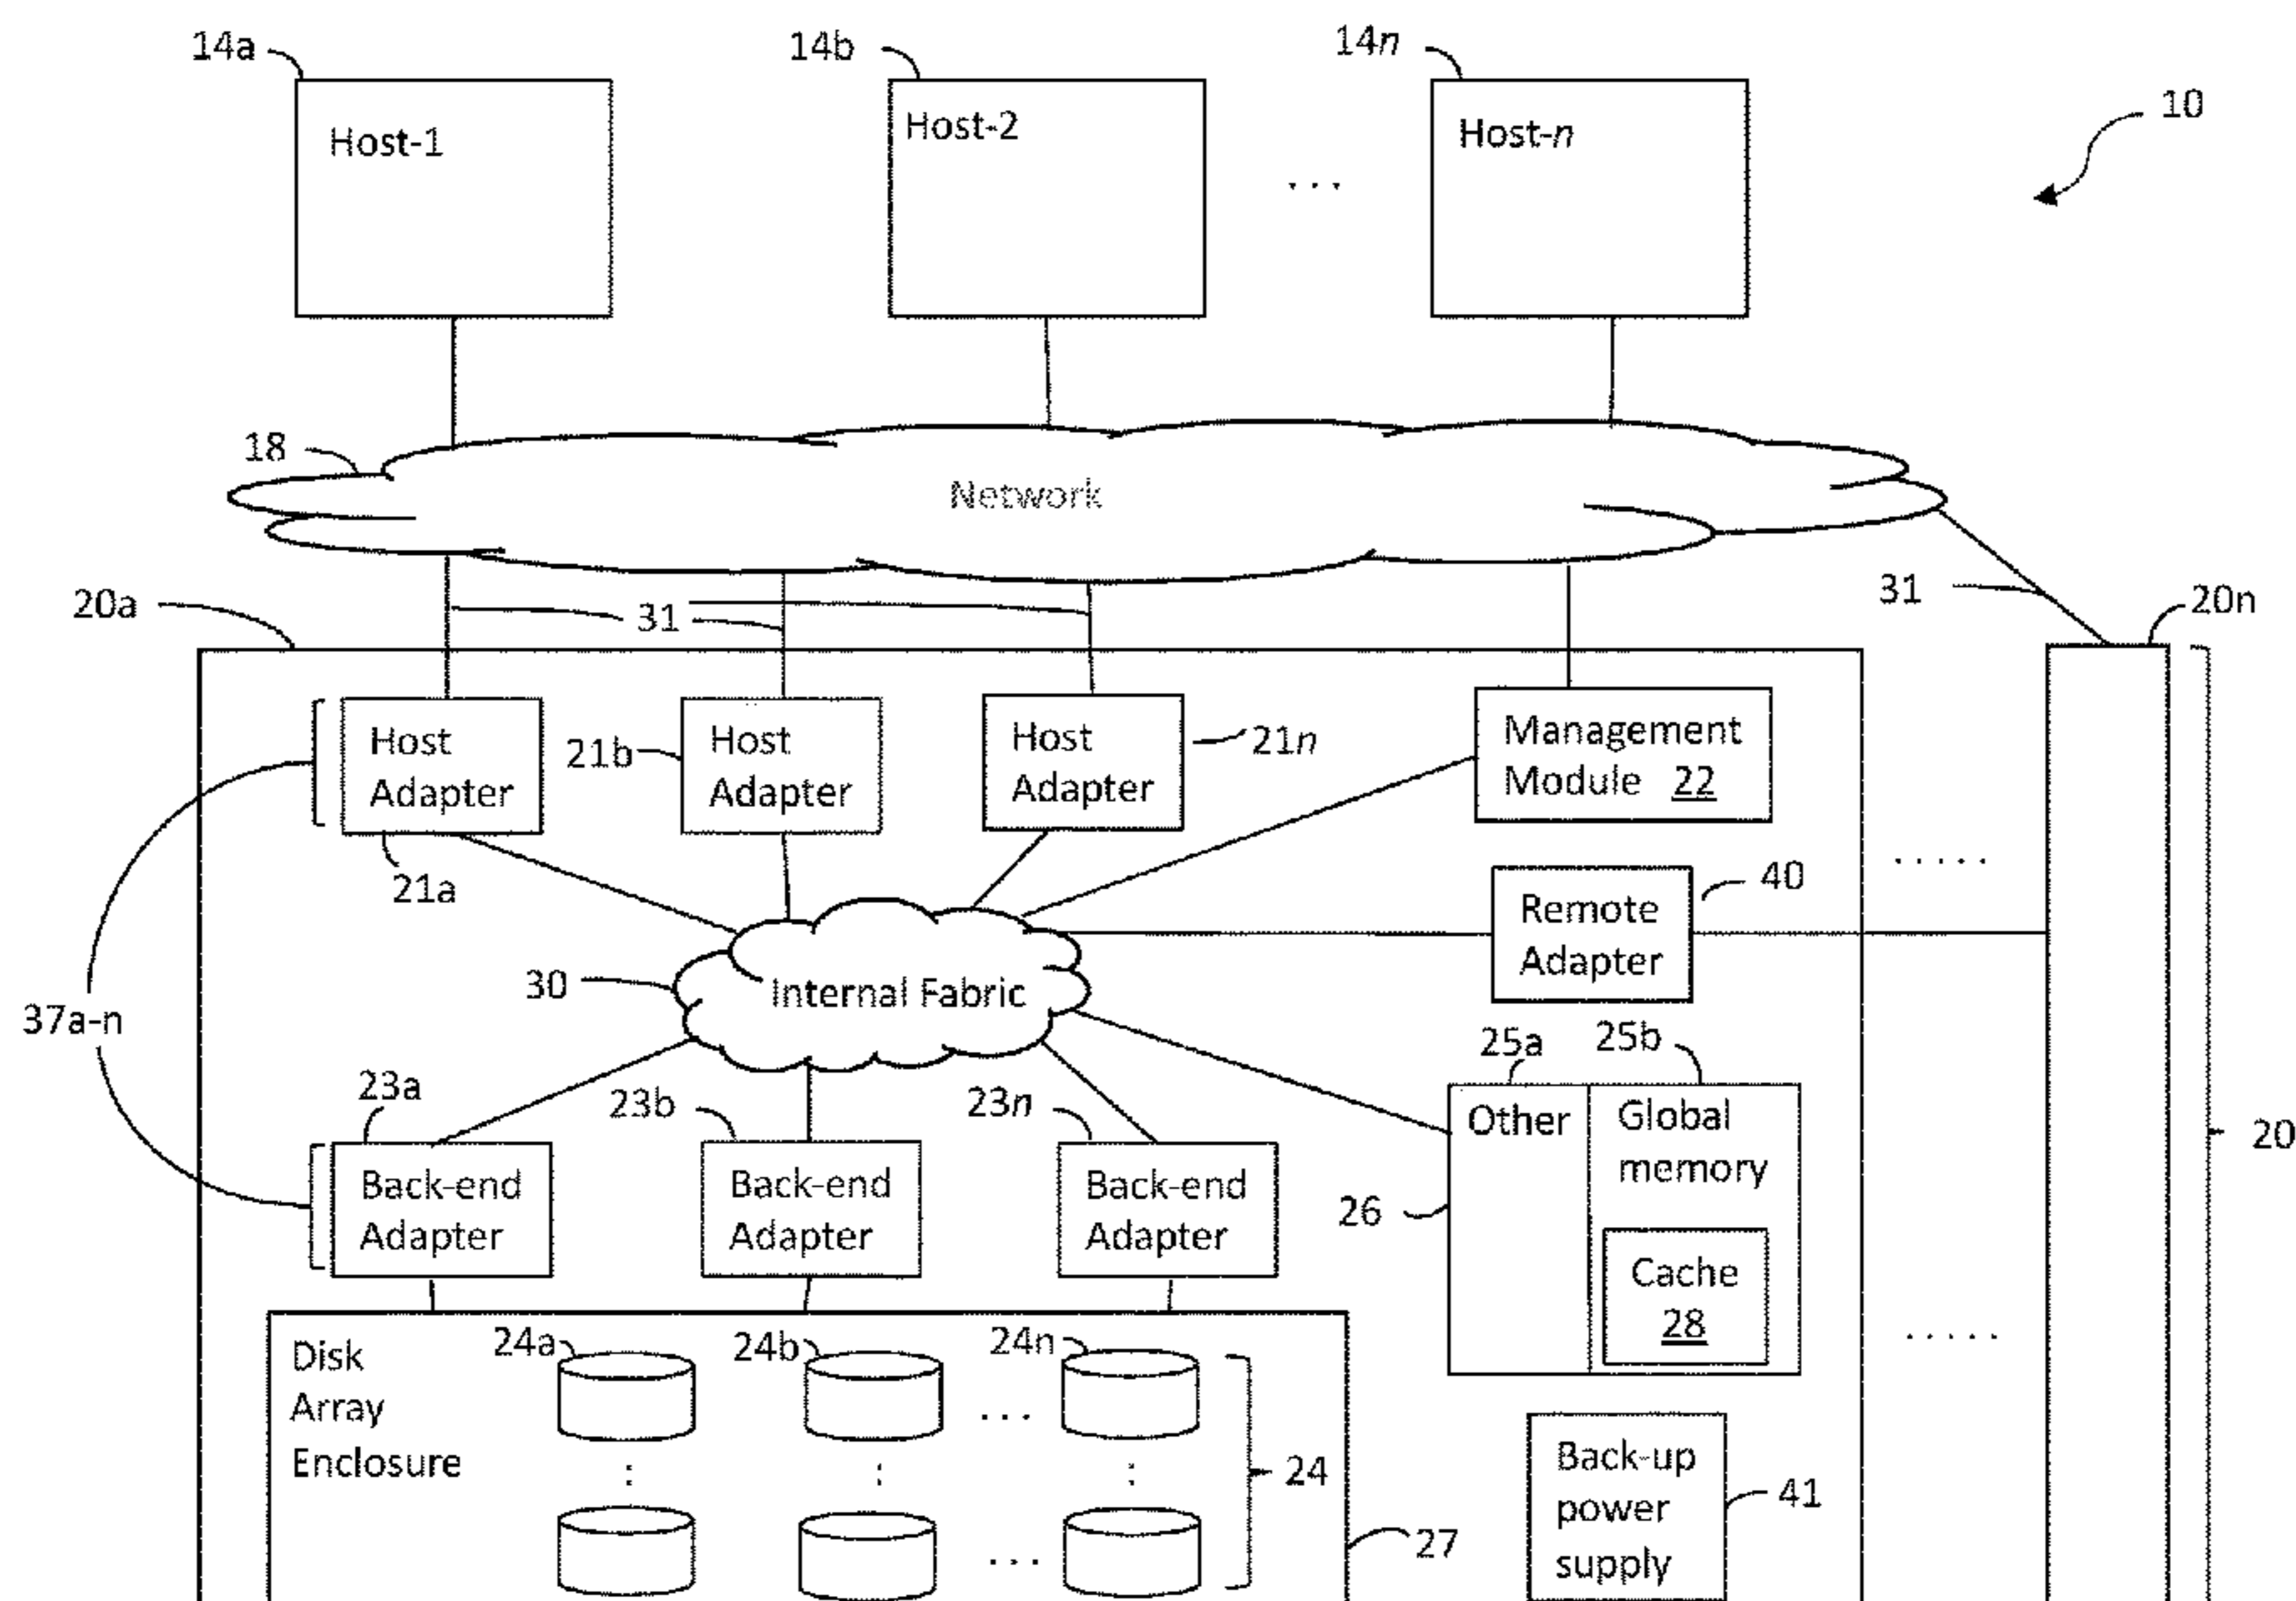 14a
14b
14n
10
Host-1
Host-2
Host-n
. . .
18
Network
20a
31
31
20n
Host
Adapter
21b
Host
Adapter
Host
Adapter
21n
Management
Module 22
21a
40
Remote
Adapter
. . . . .
30
Internal Fabric
37a-n
25a
25b
23a
23b
23n
Other
Global
memory
20
Back-end
Adapter
Back-end
Adapter
Back-end
Adapter
26
Cache
28
. . . . .
Disk
Array
Enclosure
24a
24b
24n
. . .
:
:
:
24
. . .
27
Back-up
power
supply
41